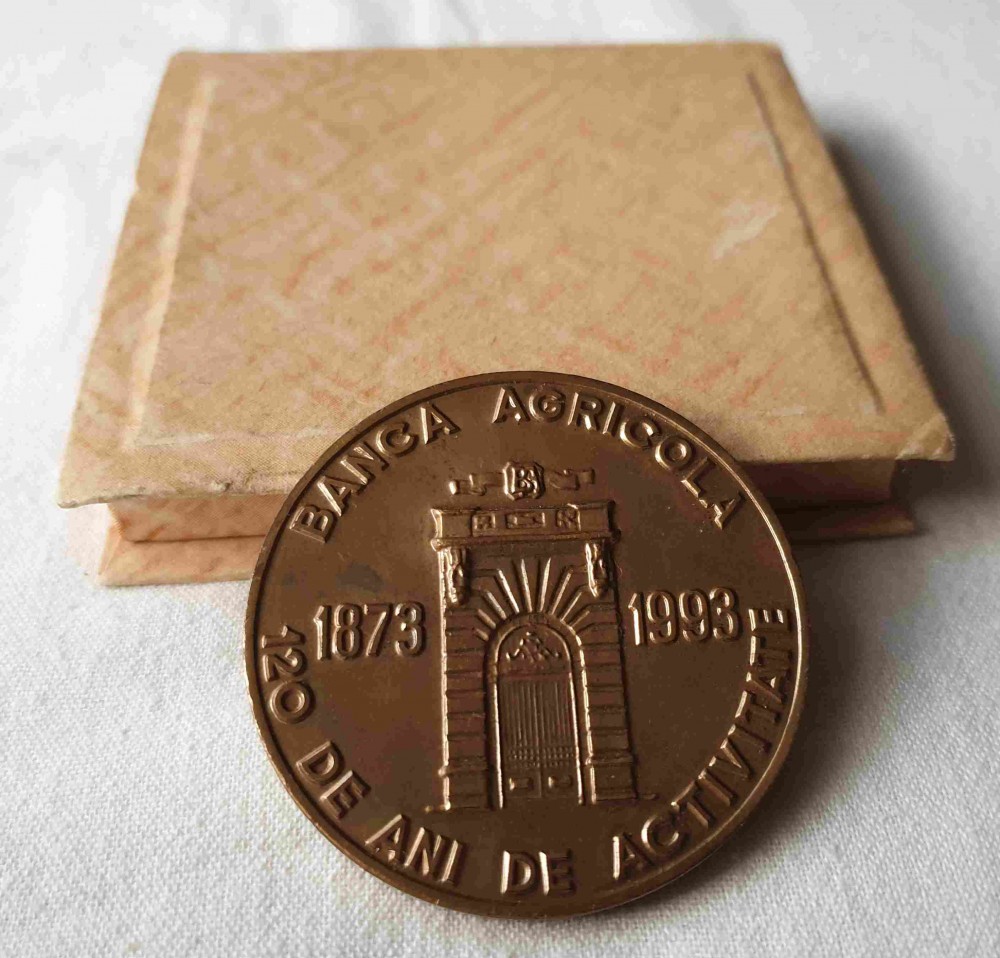 BANCA AGRICOLA
1873 1993
120 DE ANI DE ACTIVITATE